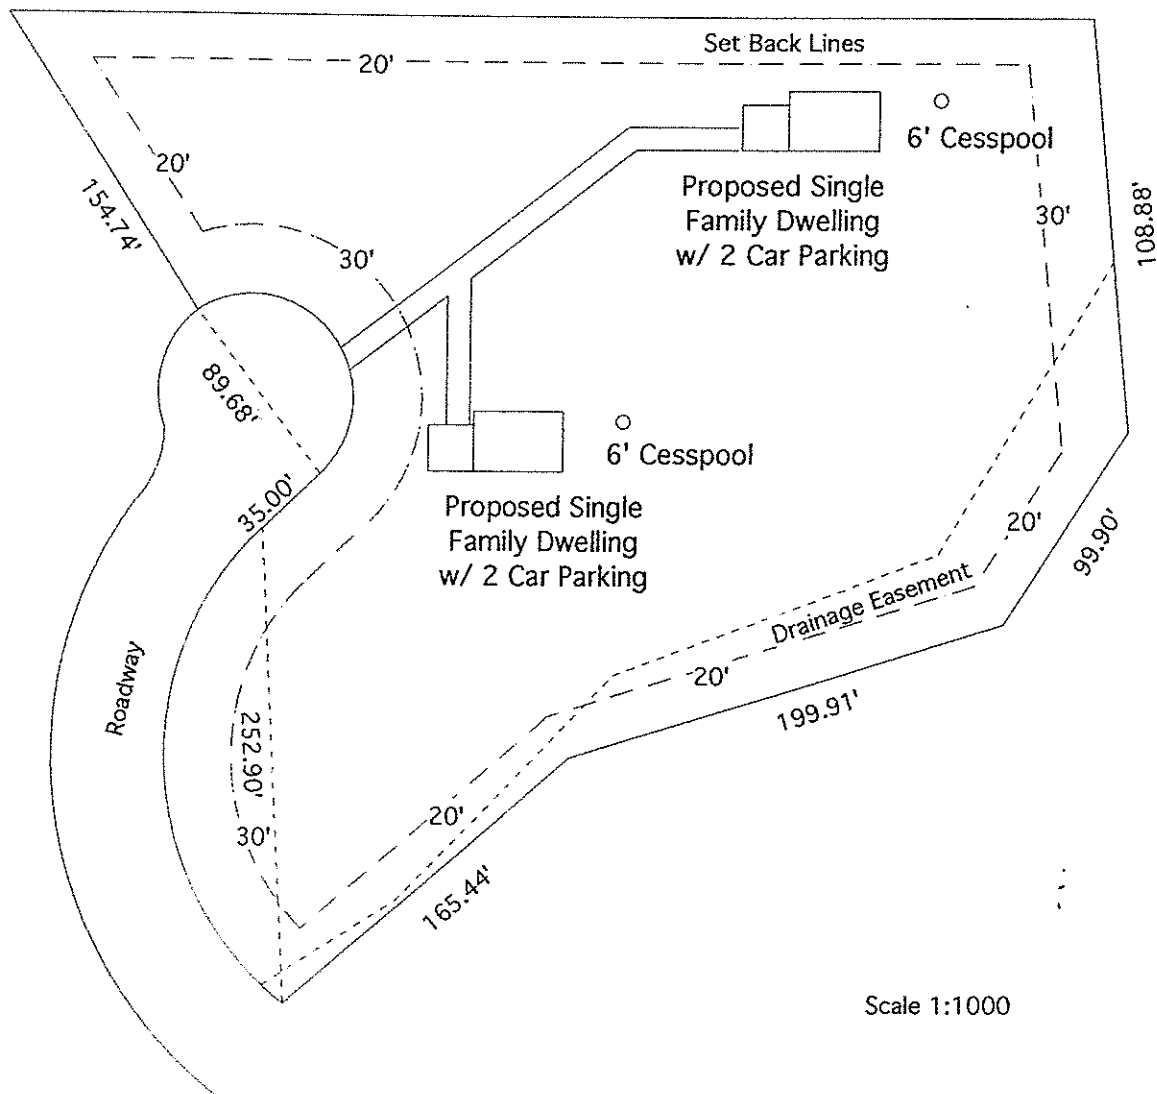 Set Back Lines
20'
20'
6' Cesspool
Proposed Single
Family Dwelling
w/ 2 Car Parking
30'
108.88'
154.74'
30'
89.68'
6' Cesspool
35.00'
Proposed Single
Family Dwelling
w/ 2 Car Parking
20'
99.90'
Drainage Easement
20'
199.91'
Roadway
252.90'
30'
20'
165.44'
Scale 1:1000